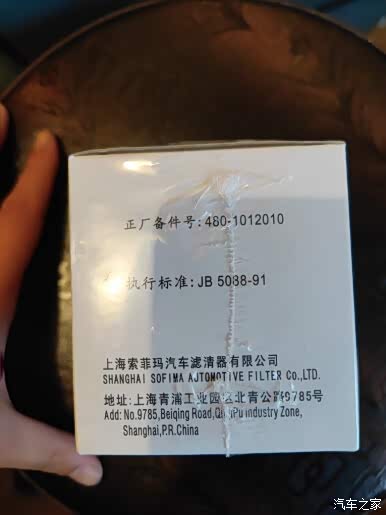 正厂备件号:480-1012010
执行标准:JB 5088-91
上海索菲玛汽车滤清器有限公司
SHANGHAI SOFIMA AUTOMOTIVE FILTER Co.,LTD.
地址:上海青浦工业园区北青公路9785号
Add: No.9785,Beiqing Road,QingPu Industry Zone,
Shanghai,P.R.China
汽车之家